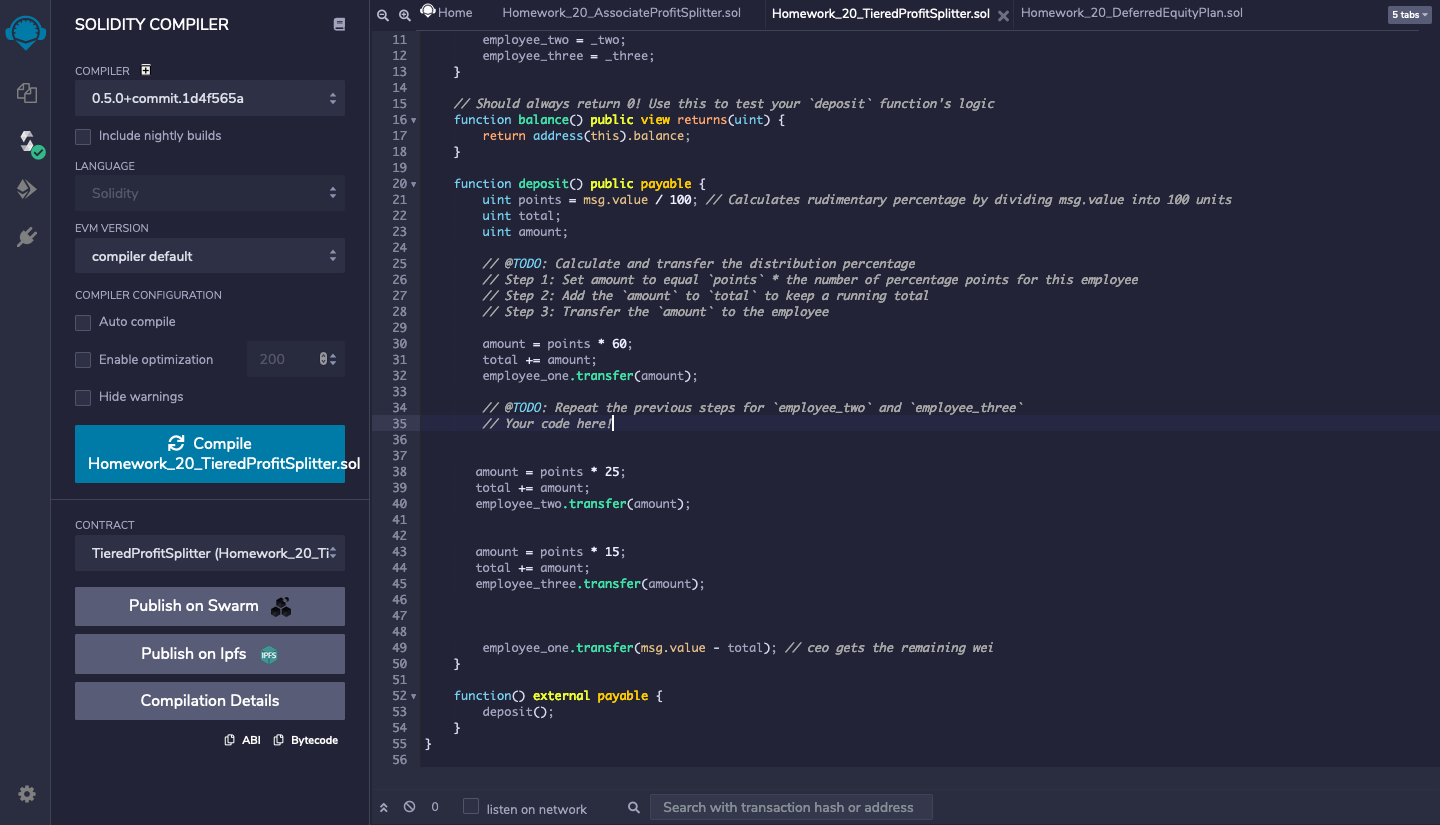 SOLIDITY COMPILER
COMPILER
0.5.0+commit.1d4f565a
Include nightly builds
LANGUAGE
Solidity
EVM VERSION
compiler default
COMPILER CONFIGURATION
Auto compile
Enable optimization
200
Hide warnings
Compile
Homework_20_TieredProfitSplitter.sol
CONTRACT
TieredProfitSplitter (Homework_20_Ti
Publish on Swarm
Publish on Ipfs
IPFS
Compilation Details
ABI
Bytecode
Home
Homework_20_AssociateProfitSplitter.sol
Homework_20_TieredProfitSplitter.sol
Homework_20_DeferredEquityPlan.sol
5 tabs
11 employee_two = _two;
12 employee_three = _three;
13 }
14
15 // Should always return 0! Use this to test your `deposit` function's logic
16 function balance() public view returns(uint) {
17 return address(this).balance;
18 }
19
20 function deposit() public payable {
21 uint points = msg.value / 100; // Calculates rudimentary percentage by dividing msg.value into 100 units
22 uint total;
23 uint amount;
24
25 // @TODO: Calculate and transfer the distribution percentage
26 // Step 1: Set amount to equal `points` * the number of percentage points for this employee
27 // Step 2: Add the `amount` to `total` to keep a running total
28 // Step 3: Transfer the `amount` to the employee
29
30 amount = points * 60;
31 total += amount;
32 employee_one.transfer(amount);
33
34 // @TODO: Repeat the previous steps for `employee_two` and `employee_three`
35 // Your code here!
36
37
38 amount = points * 25;
39 total += amount;
40 employee_two.transfer(amount);
41
42
43 amount = points * 15;
44 total += amount;
45 employee_three.transfer(amount);
46
47
48
49 employee_one.transfer(msg.value - total); // ceo gets the remaining wei
50 }
51
52 function() external payable {
53 deposit();
54 }
55 }
56
0
listen on network
Search with transaction hash or address